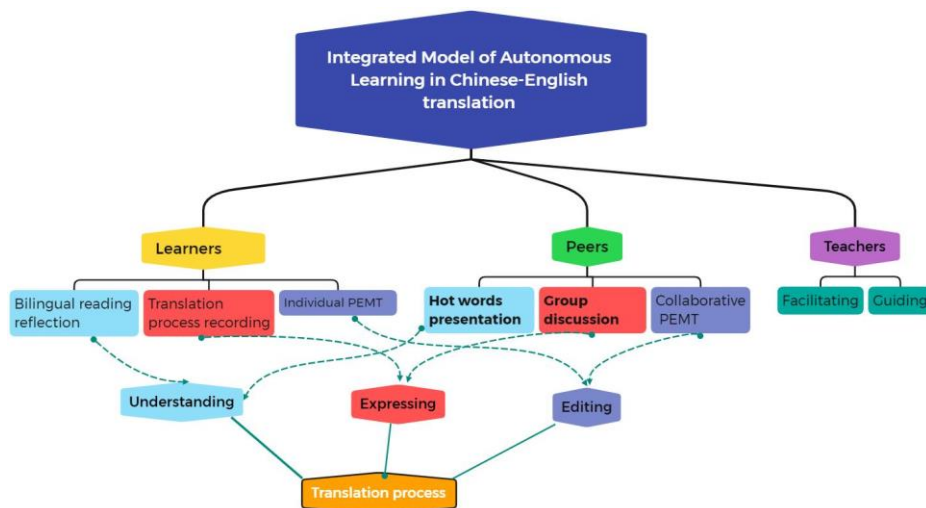 Integrated Model of Autonomous
Learning in Chinese-English
translation
Learners
Peers
Teachers
Bilingual reading
reflection
Translation
process recording
Individual PEMT
Hot words
presentation
Group
discussion
Collaborative
PEMT
Facilitating
Guiding
Understanding
Expressing
Editing
Translation process